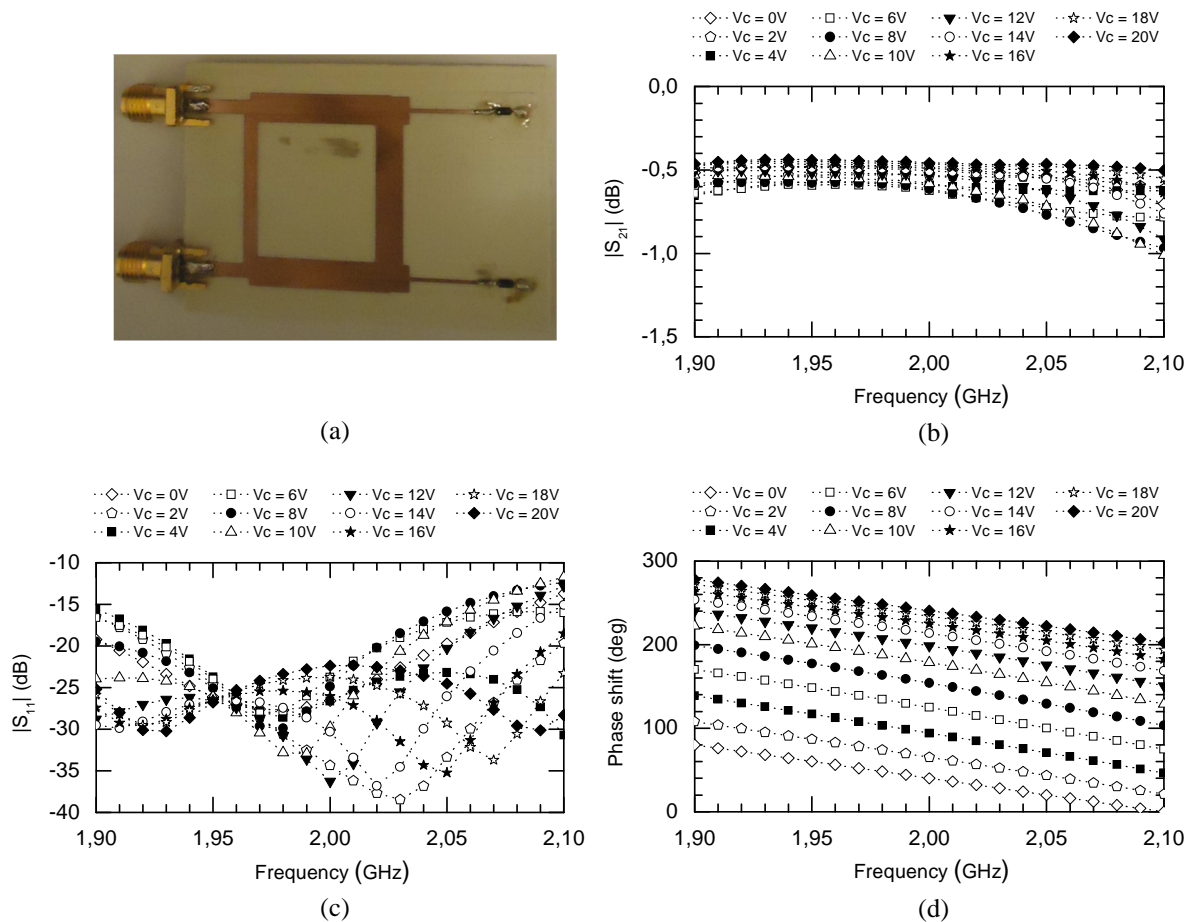 Vc = 0V Vc = 6V Vc = 12V Vc = 18V
Vc = 2V Vc = 8V Vc = 14V Vc = 20V
Vc = 4V Vc = 10V Vc = 16V
0,0
-0,5
-1,0
-1,5
|S21| (dB)
1,90 1,95 2,00 2,05 2,10
Frequency (GHz)
(a)
(b)
Vc = 0V Vc = 6V Vc = 12V Vc = 18V
Vc = 2V Vc = 8V Vc = 14V Vc = 20V
Vc = 4V Vc = 10V Vc = 16V
-10
-15
-20
-25
-30
-35
-40
|S11| (dB)
1,90 1,95 2,00 2,05 2,10
Frequency (GHz)
(c)
Vc = 0V Vc = 6V Vc = 12V Vc = 18V
Vc = 2V Vc = 8V Vc = 14V Vc = 20V
Vc = 4V Vc = 10V Vc = 16V
300
200
100
0
Phase shift (deg)
1,90 1,95 2,00 2,05 2,10
Frequency (GHz)
(d)